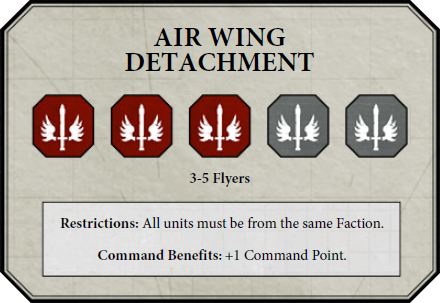 AIR WING
DETACHMENT
3-5 Flyers
Restrictions: All units must be from the same Faction.
Command Benefits: +1 Command Point.